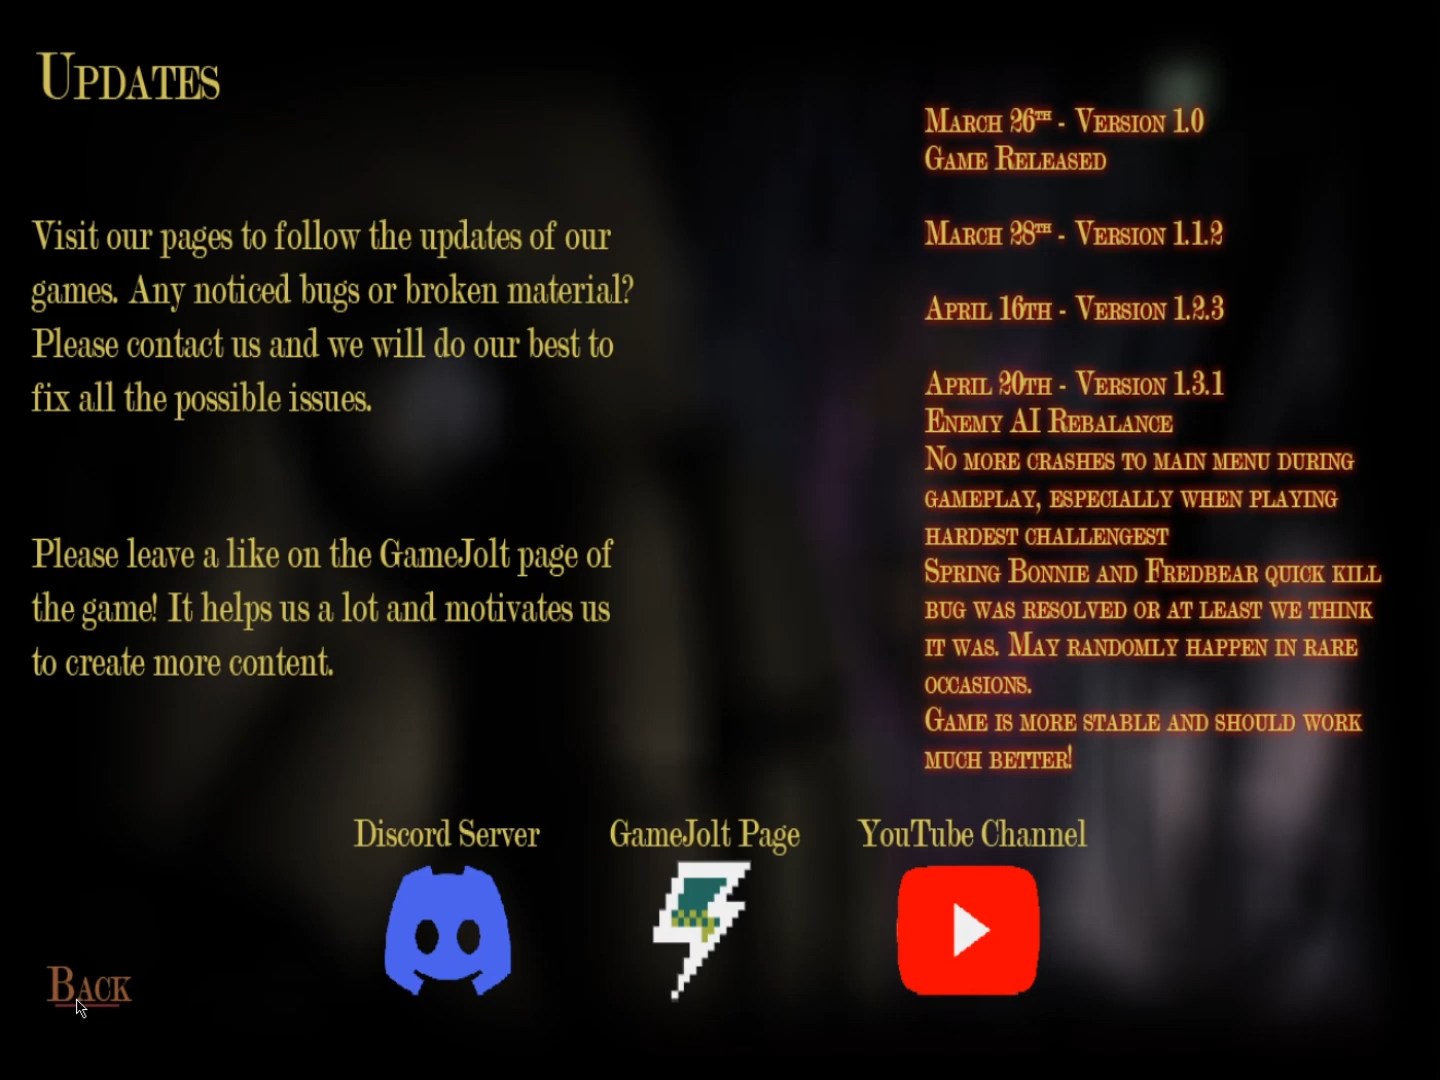 Updates
Visit our pages to follow the updates of our
games. Any noticed bugs or broken material?
Please contact us and we will do our best to
fix all the possible issues.
Please leave a like on the GameJolt page of
the game! It helps us a lot and motivates us
to create more content.
March 26th - Version 1.0
Game Released
March 28th - Version 1.1.2
April 16th - Version 1.2.3
April 20th - Version 1.3.1
Enemy AI Rebalance
No more crashes to main menu during
gameplay, especially when playing
hardest challengest
Spring Bonnie and Fredbear quick kill
bug was resolved or at least we think
it was. May randomly happen in rare
occasions.
Game is more stable and should work
much better!
Discord Server
GameJolt Page
YouTube Channel
Back